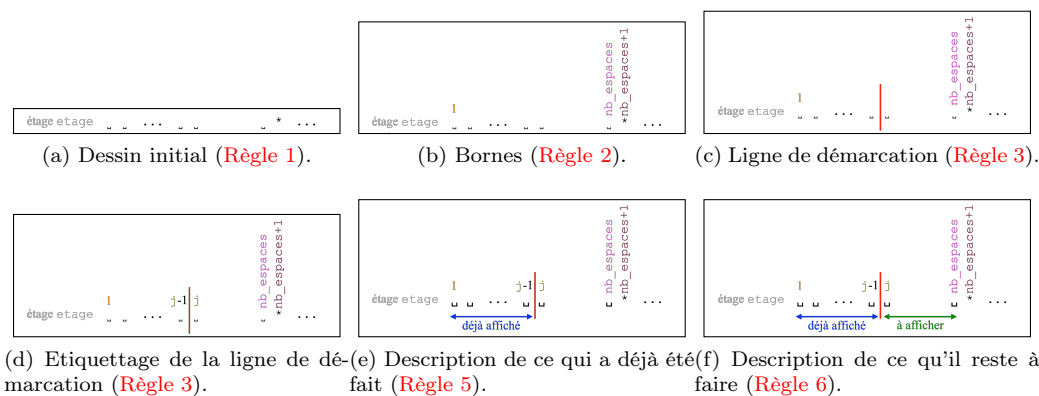 nb_espaces
nb_espaces+1
étage etage ␣ ␣ ... ␣ ␣ ␣ * ...
(a) Dessin initial (Règle 1).
nb_espaces
nb_espaces+1
1
étage etage ␣ ␣ ... ␣ ␣ ␣ * ...
(b) Bornes (Règle 2).
nb_espaces
nb_espaces+1
1
étage etage ␣ ␣ ... ␣ ␣ ␣ * ...
(c) Ligne de démarcation (Règle 3).
nb_espaces
nb_espaces+1
1 j-1 j
étage etage ␣ ␣ ... ␣ ␣ ␣ * ...
(d) Etiquettage de la ligne de dé-
marcation (Règle 3).
nb_espaces
nb_espaces+1
1 j-1 j
étage etage ␣ ␣ ... ␣ ␣ ␣ * ...
déjà affiché
(e) Description de ce qui a déjà été
fait (Règle 5).
1 j-1 j
étage etage ␣ ␣ ... ␣ ␣ ␣ * ...
déjà affiché à afficher
(f) Description de ce qu'il reste à
faire (Règle 6).